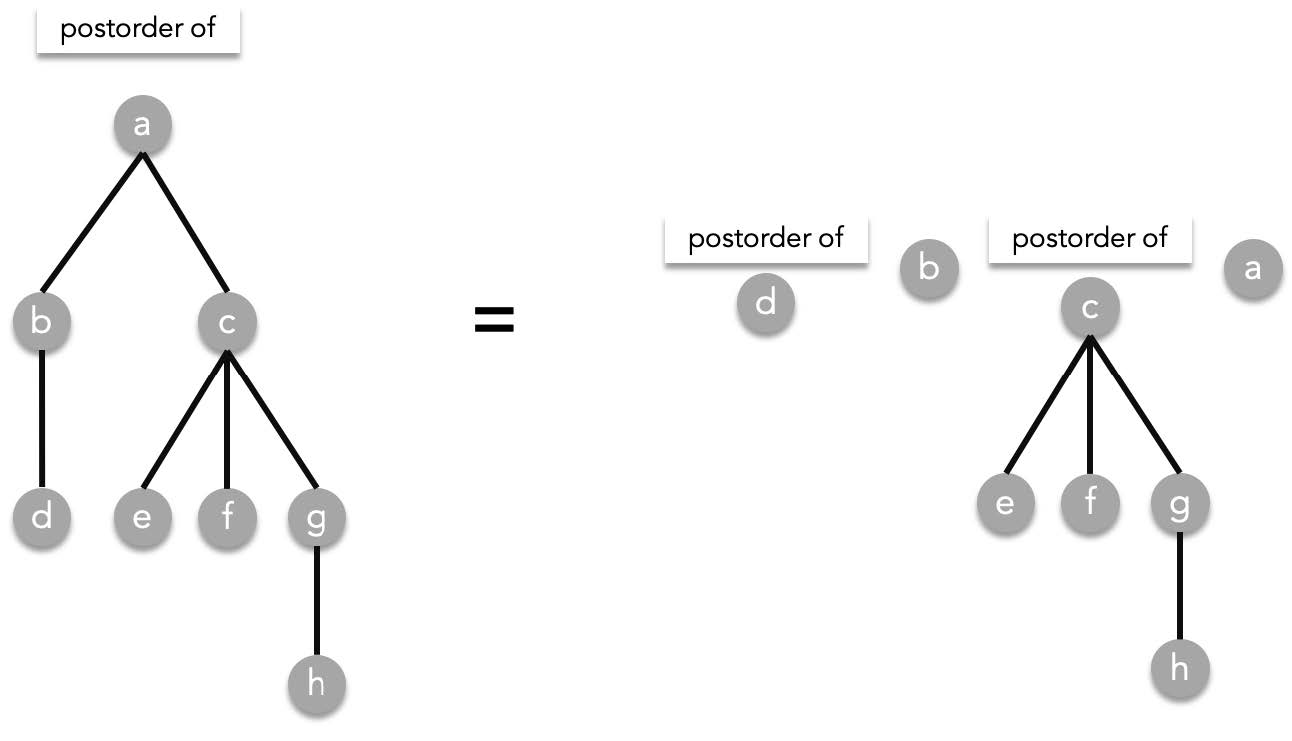 postorder of
a
b c
d e f g
h
=
postorder of
d
b
postorder of
c
e f g
h
a